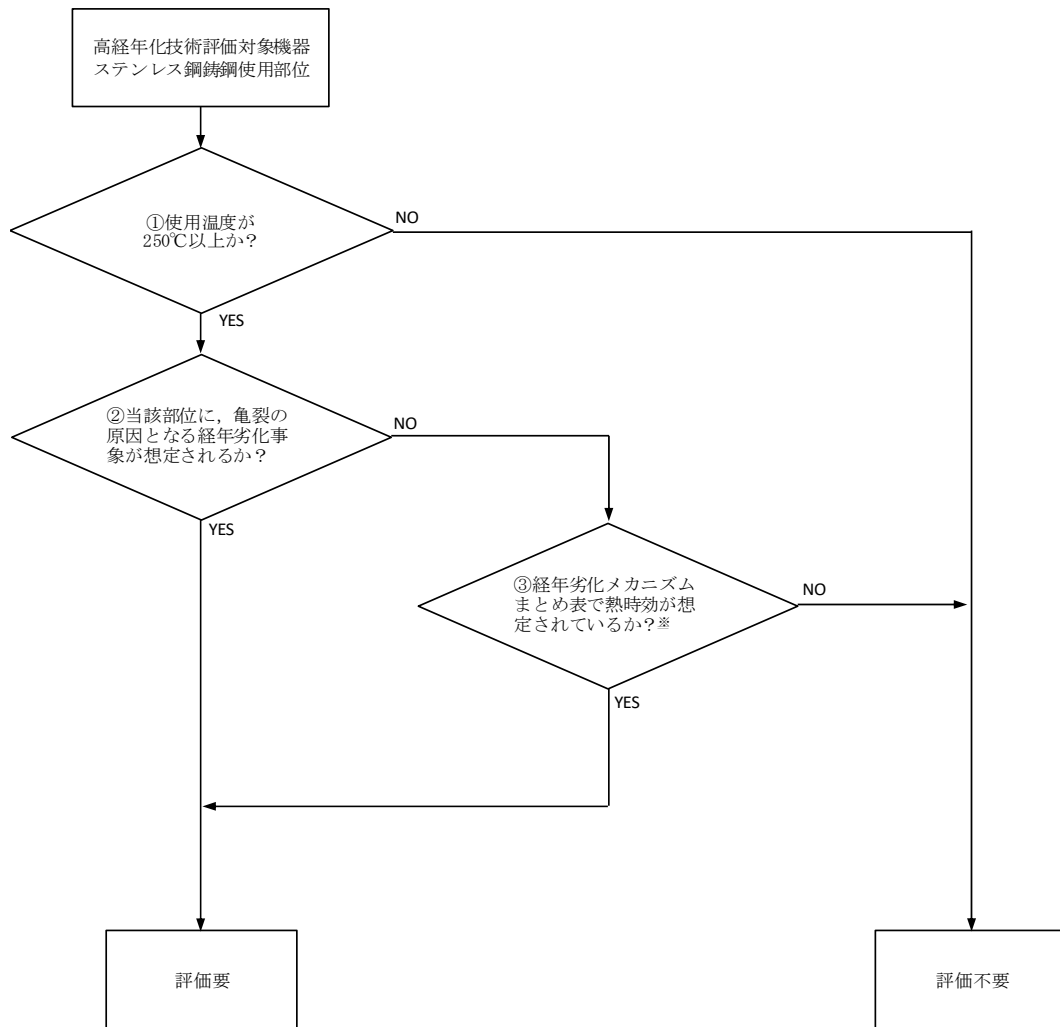 高経年化技術評価対象機器
ステンレス鋼鋳鋼使用部位
①使用温度が
250℃以上か？
NO
YES
②当該部位に，亀裂の
原因となる経年劣化事
象が想定されるか？
NO
YES
③経年劣化メカニズム
まとめ表で熱時効が想
定されているか？※
NO
YES
評価要
評価不要